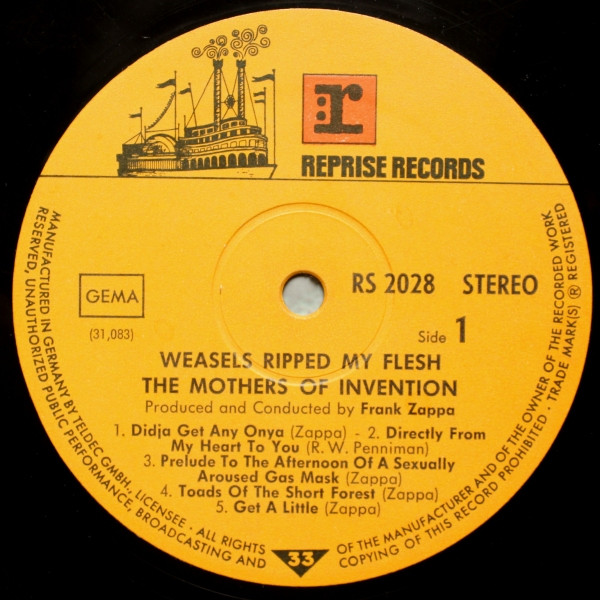 r
REPRISE RECORDS
GEMA
(31,083)
RS 2028 STEREO
Side 1
WEASELS RIPPED MY FLESH
THE MOTHERS OF INVENTION
Produced and Conducted by Frank Zappa
1. Didja Get Any Onya (Zappa) - 2. Directly From
My Heart To You (R. W. Penniman)
3. Prelude To The Afternoon Of A Sexually
Aroused Gas Mask (Zappa)
4. Toads Of The Short Forest (Zappa)
5. Get A Little (Zappa)
MANUFACTURED IN GERMANY BY TELDEC GMBH., LICENSEE · ALL RIGHTS
RESERVED, UNAUTHORIZED PUBLIC PERFORMANCE, BROADCASTING AND
33
OF THE MANUFACTURER AND OF THE OWNER OF THE RECORDED WORK
COPYING OF THIS RECORD PROHIBITED · TRADE MARK(S) ® REGISTERED